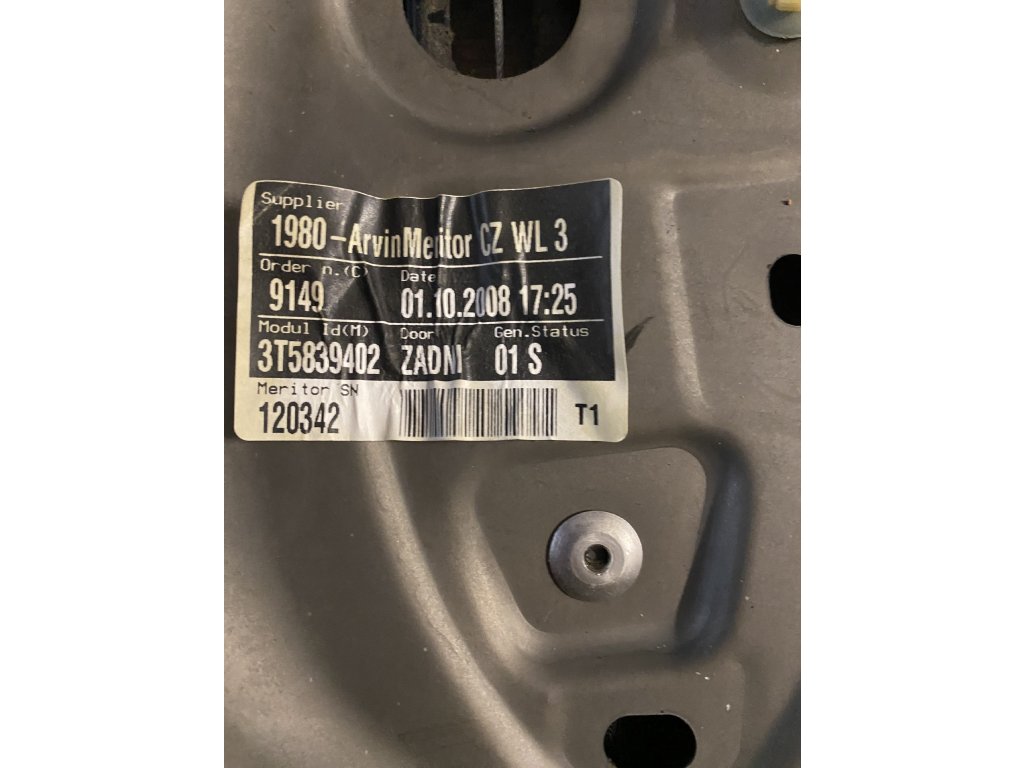 Supplier
1980-ArvinMeritor CZ WL 3
Order n.(C) Date
9149 01.10.2008 17:25
Modul Id(M) Door Gen.Status
3T5839402 ZADNI 01 S
Meritor SN
120342 T1